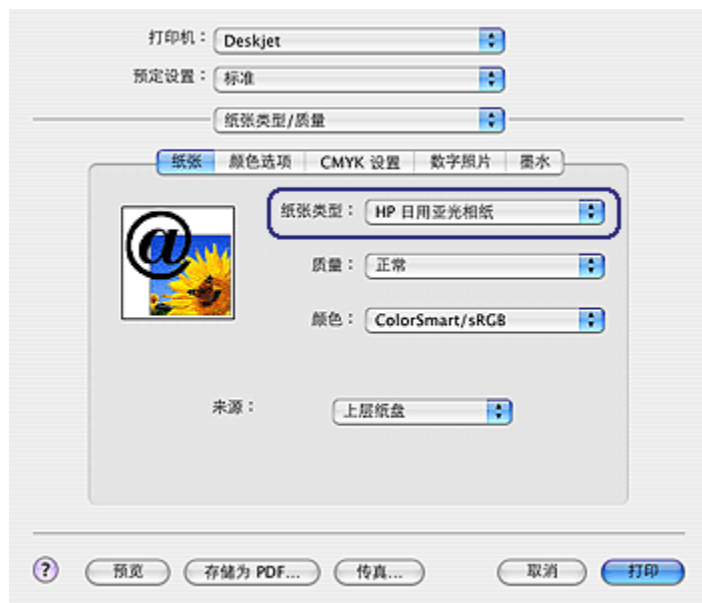 打印机： Deskjet
预定设置： 标准
纸张类型/质量
纸张 颜色选项 CMYK 设置 数字照片 墨水
纸张类型： HP 日用亚光相纸
@
质量： 正常
颜色： ColorSmart/sRGB
来源： 上层纸盘
? 预览 存储为 PDF... 传真... 取消 打印